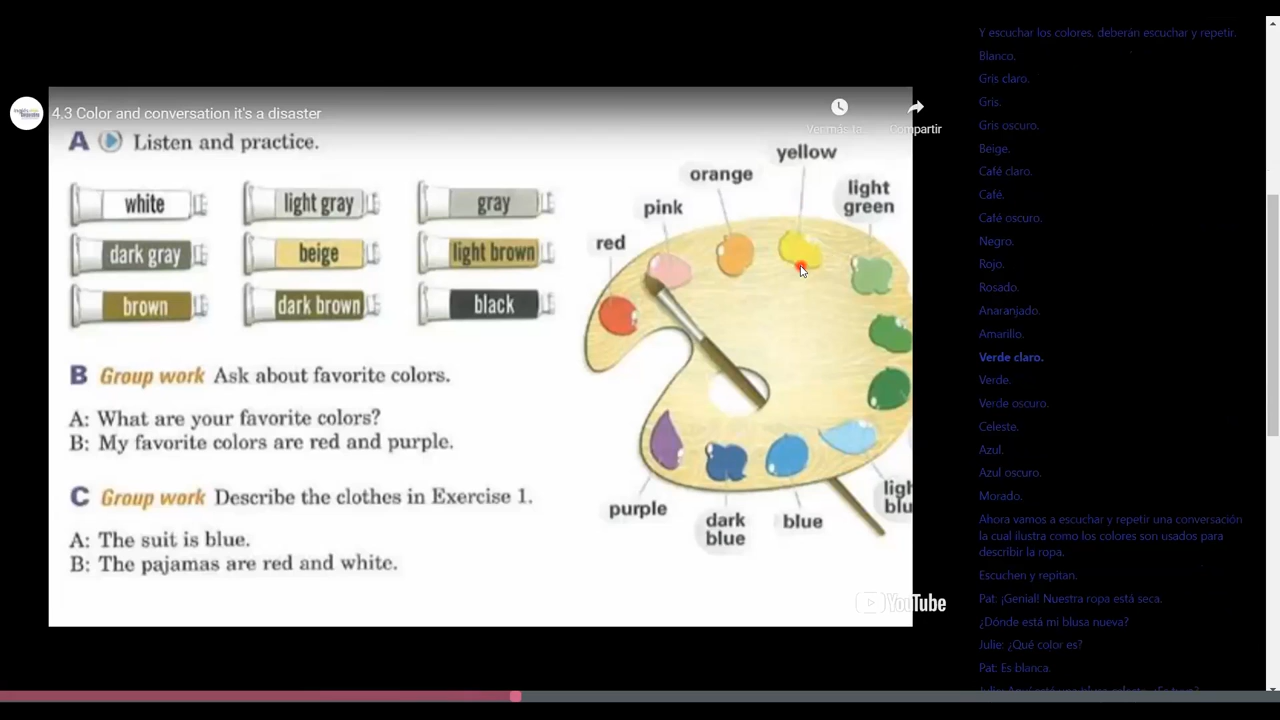 4.3 Color and conversation it's a disaster
Ver más ta...
Compartir
A Listen and practice.
white
light gray
gray
dark gray
beige
light brown
brown
dark brown
black
B Group work Ask about favorite colors.
A: What are your favorite colors?
B: My favorite colors are red and purple.
C Group work Describe the clothes in Exercise 1.
A: The suit is blue.
B: The pajamas are red and white.
red
pink
orange
yellow
light
green
purple
dark
blue
blue
ligh
blu
YouTube
Y escuchar los colores, deberán escuchar y repetir.
Blanco.
Gris claro.
Gris.
Gris oscuro.
Beige.
Café claro.
Café.
Café oscuro.
Negro.
Rojo.
Rosado.
Anaranjado.
Amarillo.
Verde claro.
Verde.
Verde oscuro.
Celeste.
Azul.
Azul oscuro.
Morado.
Ahora vamos a escuchar y repetir una conversación
la cual ilustra como los colores son usados para
describir la ropa.
Escuchen y repitan.
Pat: ¡Genial! Nuestra ropa está seca.
¿Dónde está mi blusa nueva?
Julie: ¿Qué color es?
Pat: Es blanca.